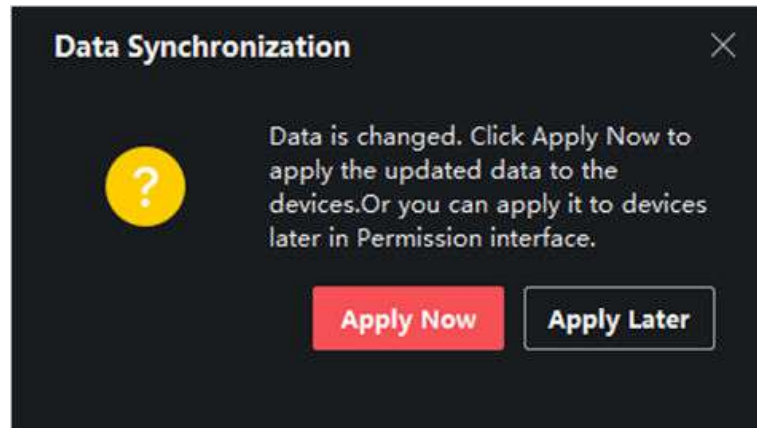 Data Synchronization
?
Data is changed. Click Apply Now to
apply the updated data to the
devices.Or you can apply it to devices
later in Permission interface.
Apply Now
Apply Later